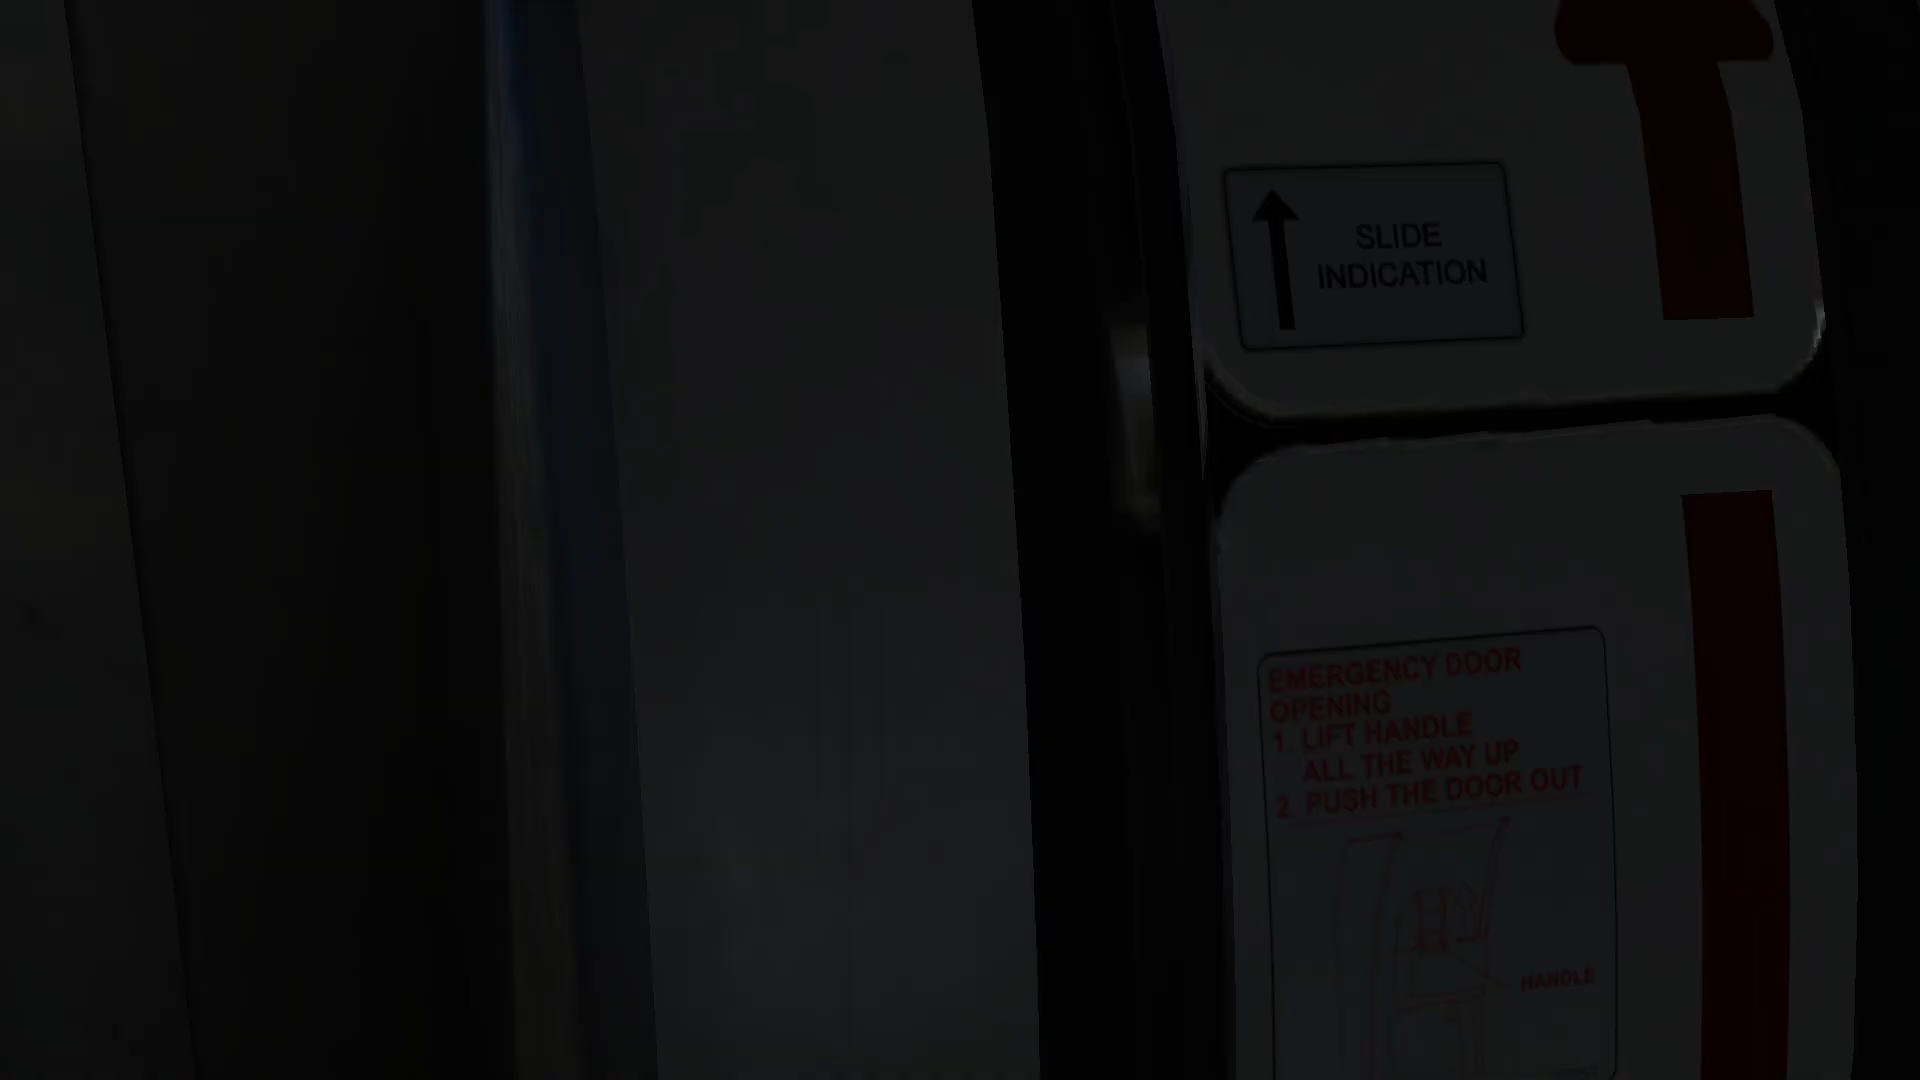 SLIDE
INDICATION
EMERGENCY DOOR
OPENING
1. LIFT HANDLE
ALL THE WAY UP
2. PUSH THE DOOR OUT
HANDLE